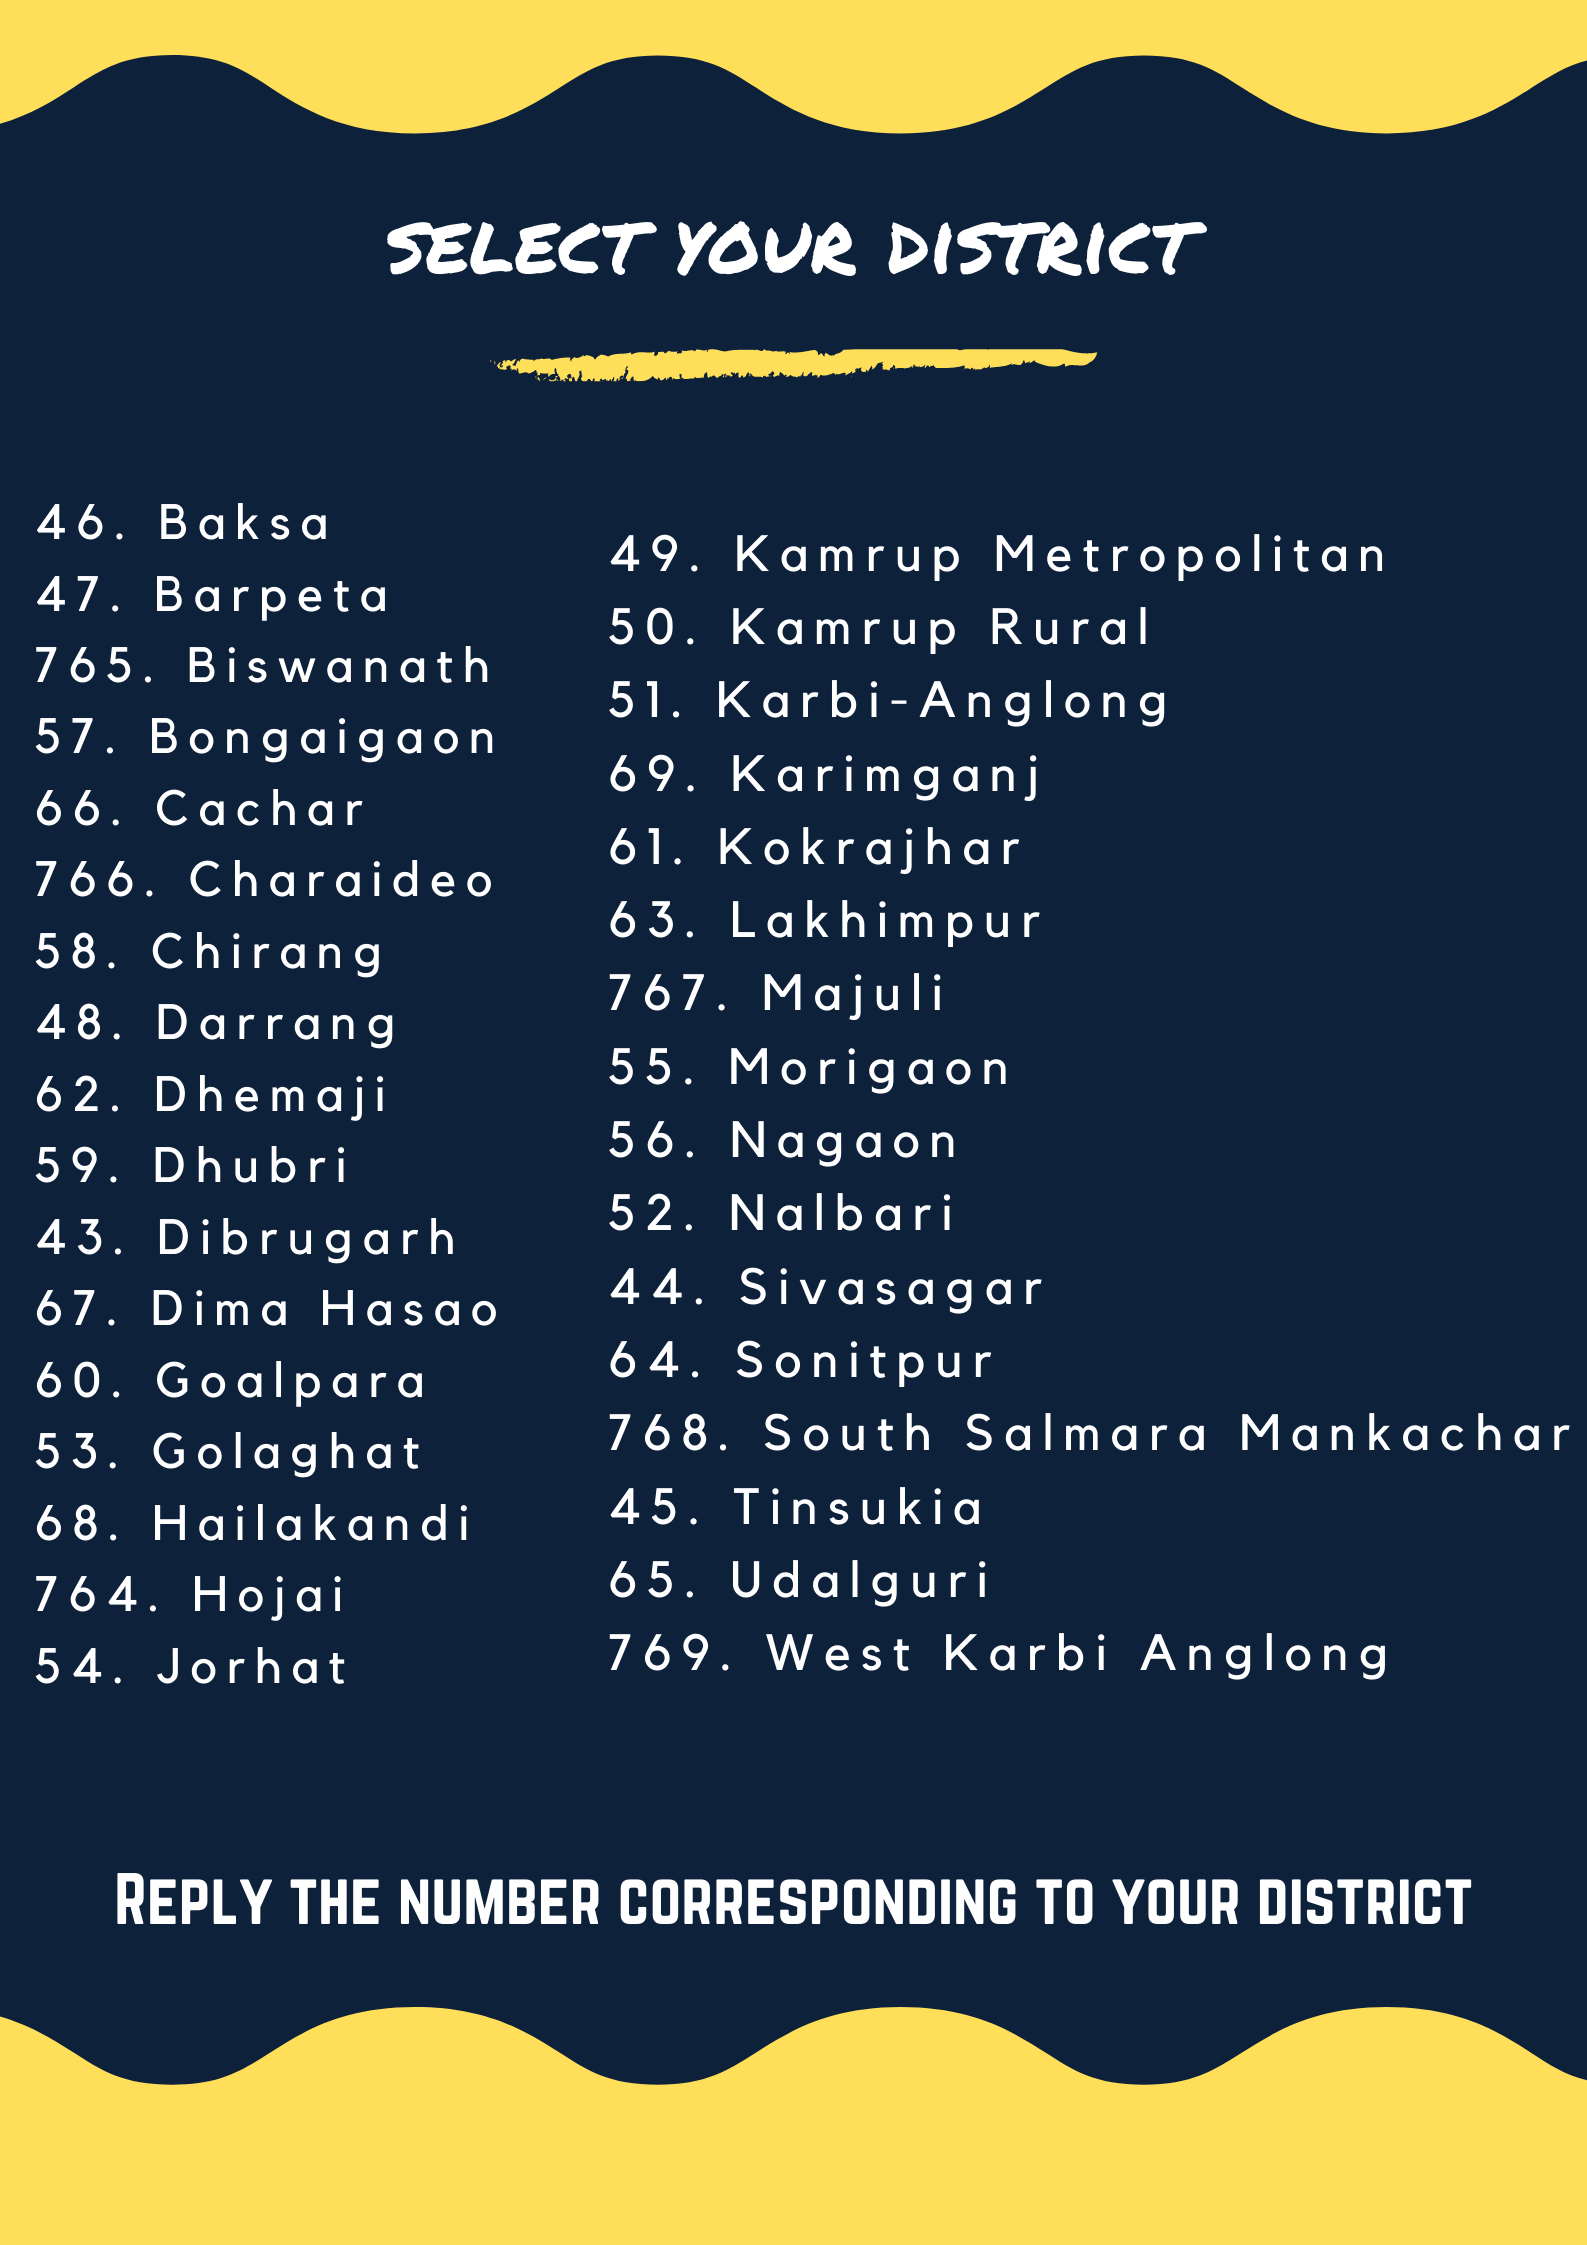 SELECT YOUR DISTRICT
46. Baksa
47. Barpeta
765. Biswanath
57. Bongaigaon
66. Cachar
766. Charaideo
58. Chirang
48. Darrang
62. Dhemaji
59. Dhubri
43. Dibrugarh
67. Dima Hasao
60. Goalpara
53. Golaghat
68. Hailakandi
764. Hojai
54. Jorhat
49. Kamrup Metropolitan
50. Kamrup Rural
51. Karbi-Anglong
69. Karimganj
61. Kokrajhar
63. Lakhimpur
767. Majuli
55. Morigaon
56. Nagaon
52. Nalbari
44. Sivasagar
64. Sonitpur
768. South Salmara Mankachar
45. Tinsukia
65. Udalguri
769. West Karbi Anglong
REPLY THE NUMBER CORRESPONDING TO YOUR DISTRICT